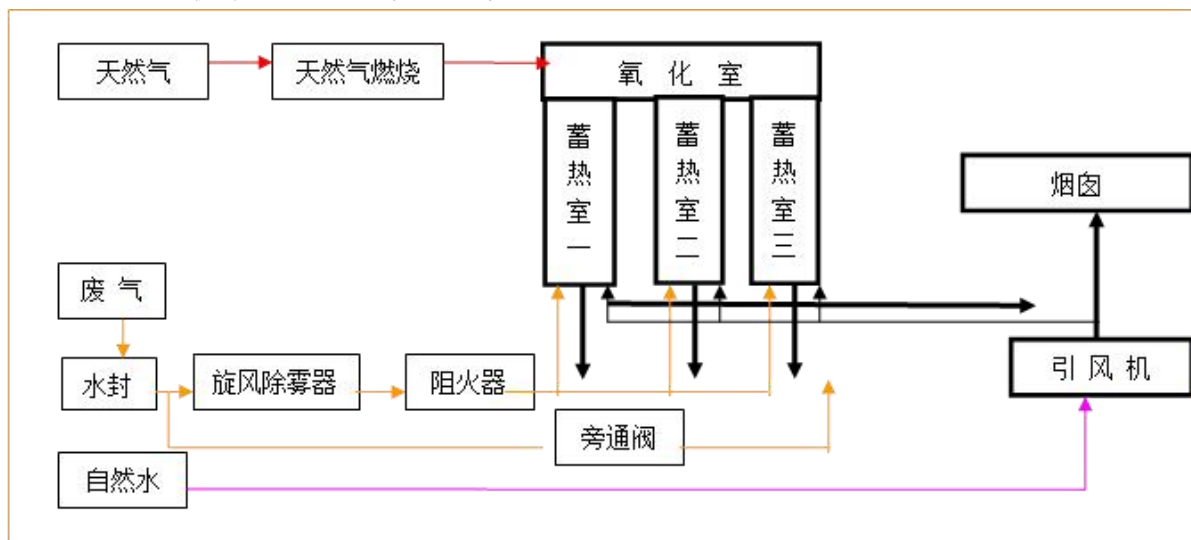 天然气
天然气燃烧
氧 化 室
蓄热室一
蓄热室二
蓄热室三
烟囱
废 气
水封
旋风除雾器
阻火器
引 风 机
旁通阀
自然水